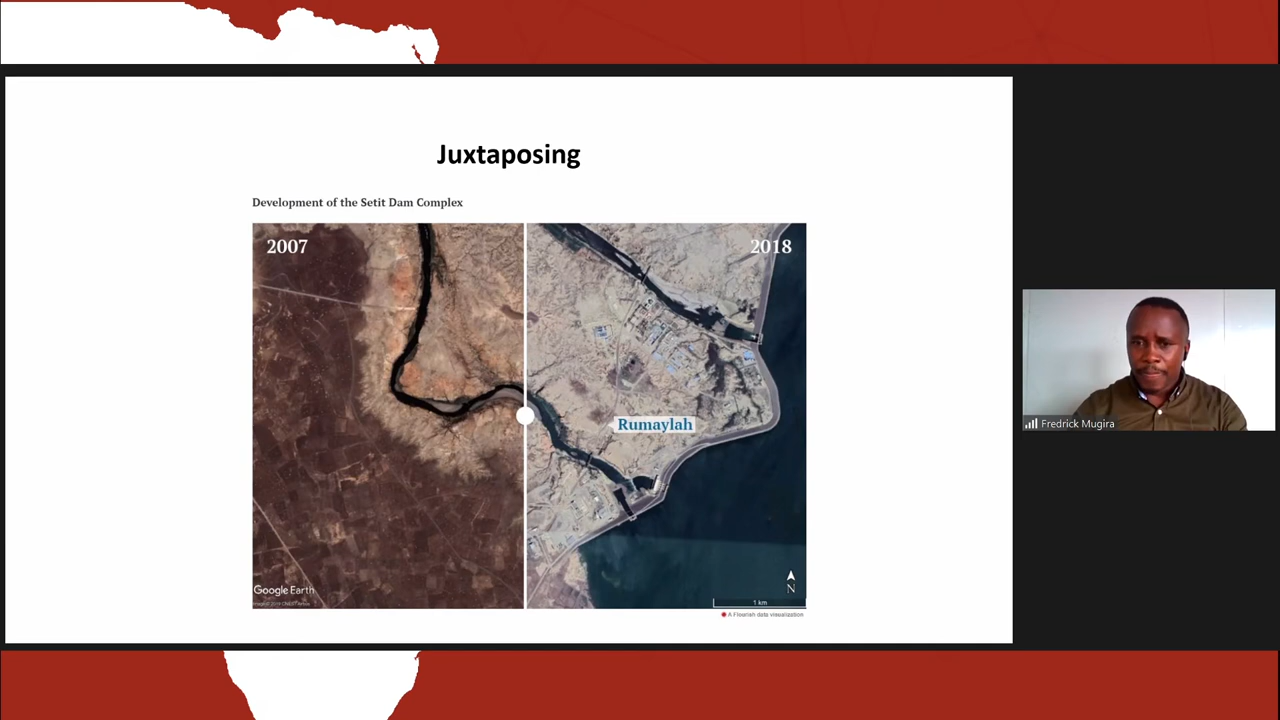 Juxtaposing
Development of the Setit Dam Complex
2007
2018
Rumaylah
Google Earth
N
1 km
A Flourish data visualization
Fredrick Mugira